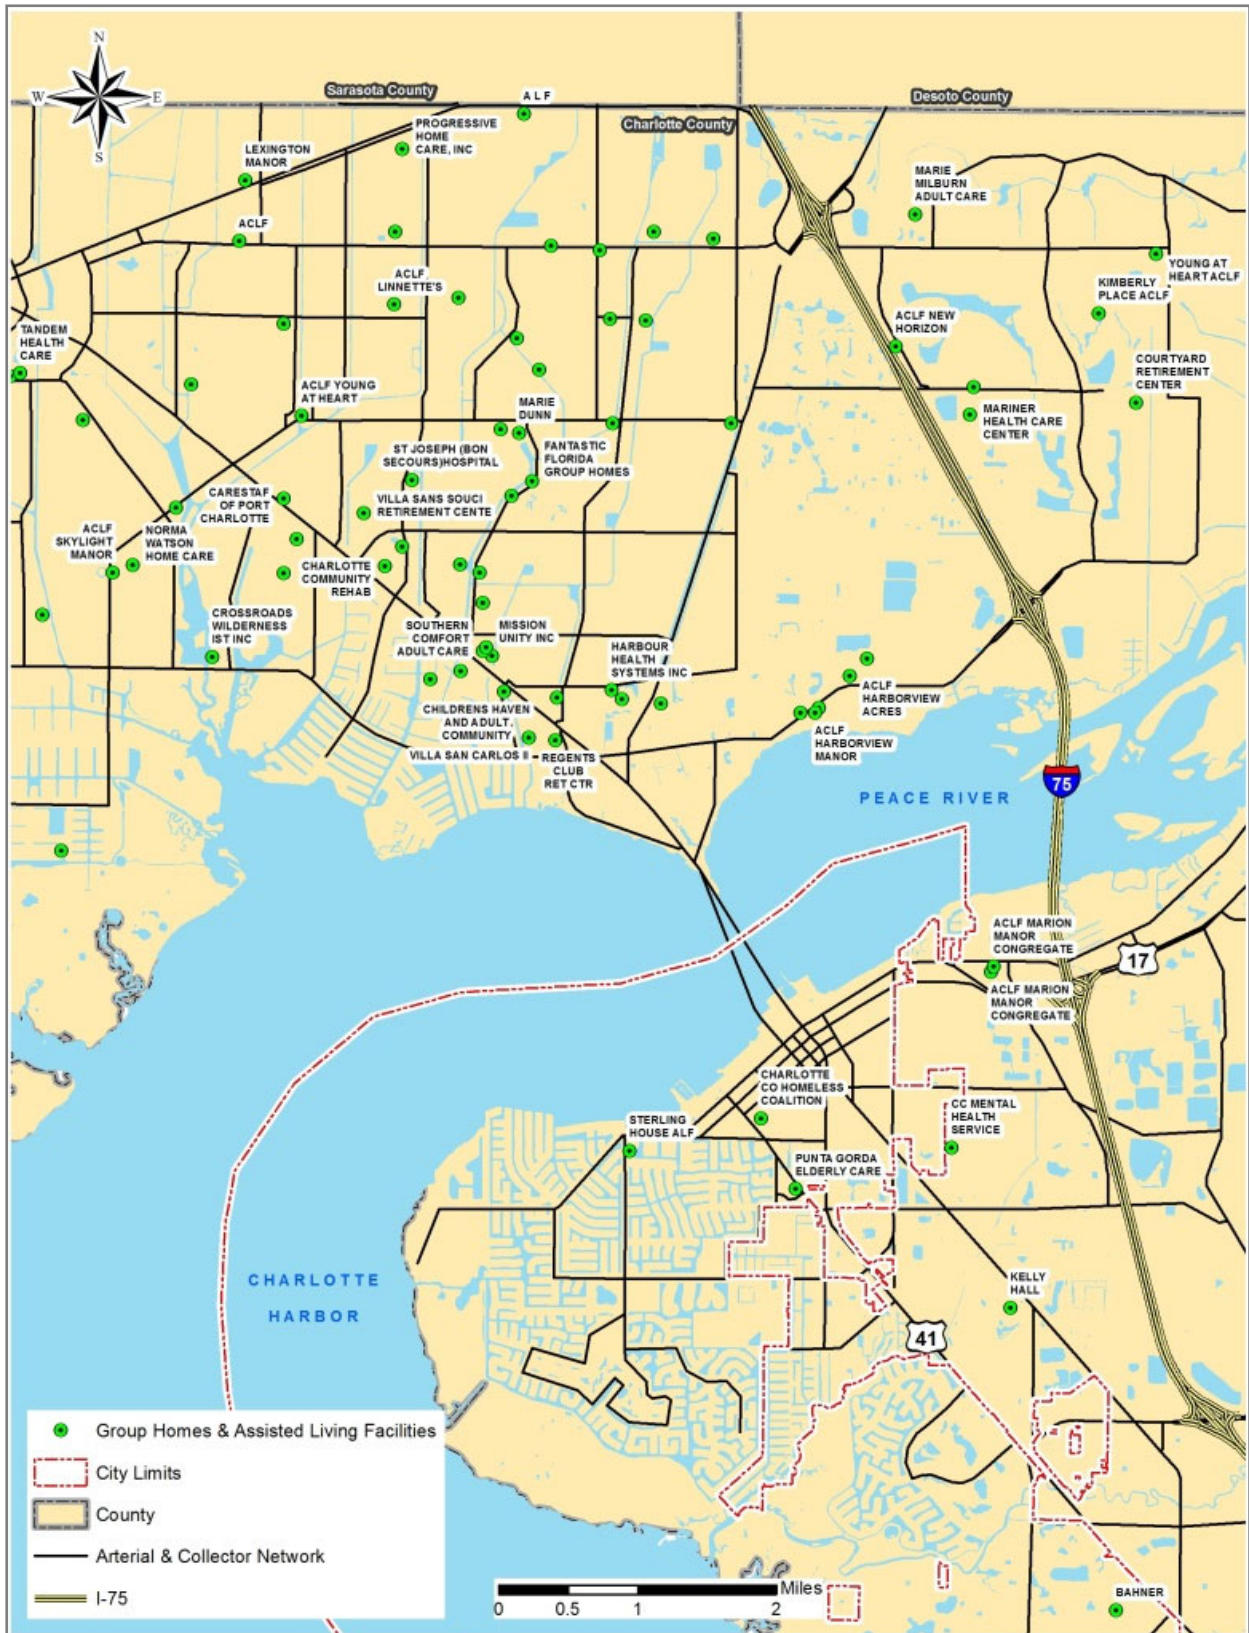 N
W
E
S
Sarasota County
A L F
Desoto County
Charlotte County
PROGRESSIVE
HOME
CARE, INC
LEXINGTON
MANOR
MARIE
MILBURN
ADULT CARE
ACLF
YOUNG AT
HEART ACLF
ACLF
LINNETTE'S
KIMBERLY
PLACE ACLF
ACLF NEW
HORIZON
TANDEM
HEALTH
CARE
COURTYARD
RETIREMENT
CENTER
ACLF YOUNG
AT HEART
MARIE
DUNN
MARINER
HEALTH CARE
CENTER
ST JOSEPH (BON
SECOURS)HOSPITAL
FANTASTIC
FLORIDA
GROUP HOMES
CARESTAF
OF PORT
CHARLOTTE
VILLA SANS SOUCI
RETIREMENT CENTE
ACLF
SKYLIGHT
MANOR
NORMA
WATSON
HOME CARE
CHARLOTTE
COMMUNITY
REHAB
CROSSROADS
WILDERNESS
IST INC
SOUTHERN
COMFORT
ADULT CARE
MISSION
UNITY INC
HARBOUR
HEALTH
SYSTEMS INC
ACLF
HARBORVIEW
ACRES
CHILDRENS HAVEN
AND ADULT
COMMUNITY
ACLF
HARBORVIEW
MANOR
VILLA SAN CARLOS II
REGENTS
CLUB
RET CTR
75
PEACE RIVER
ACLF MARION
MANOR
CONGREGATE
17
ACLF MARION
MANOR
CONGREGATE
CHARLOTTE
CO HOMELESS
COALITION
CC MENTAL
HEALTH
SERVICE
STERLING
HOUSE ALF
PUNTA GORDA
ELDERLY CARE
CHARLOTTE
HARBOR
KELLY
HALL
41
Group Homes & Assisted Living Facilities
City Limits
County
Arterial & Collector Network
I-75
Miles
0 0.5 1 2
BAHNER